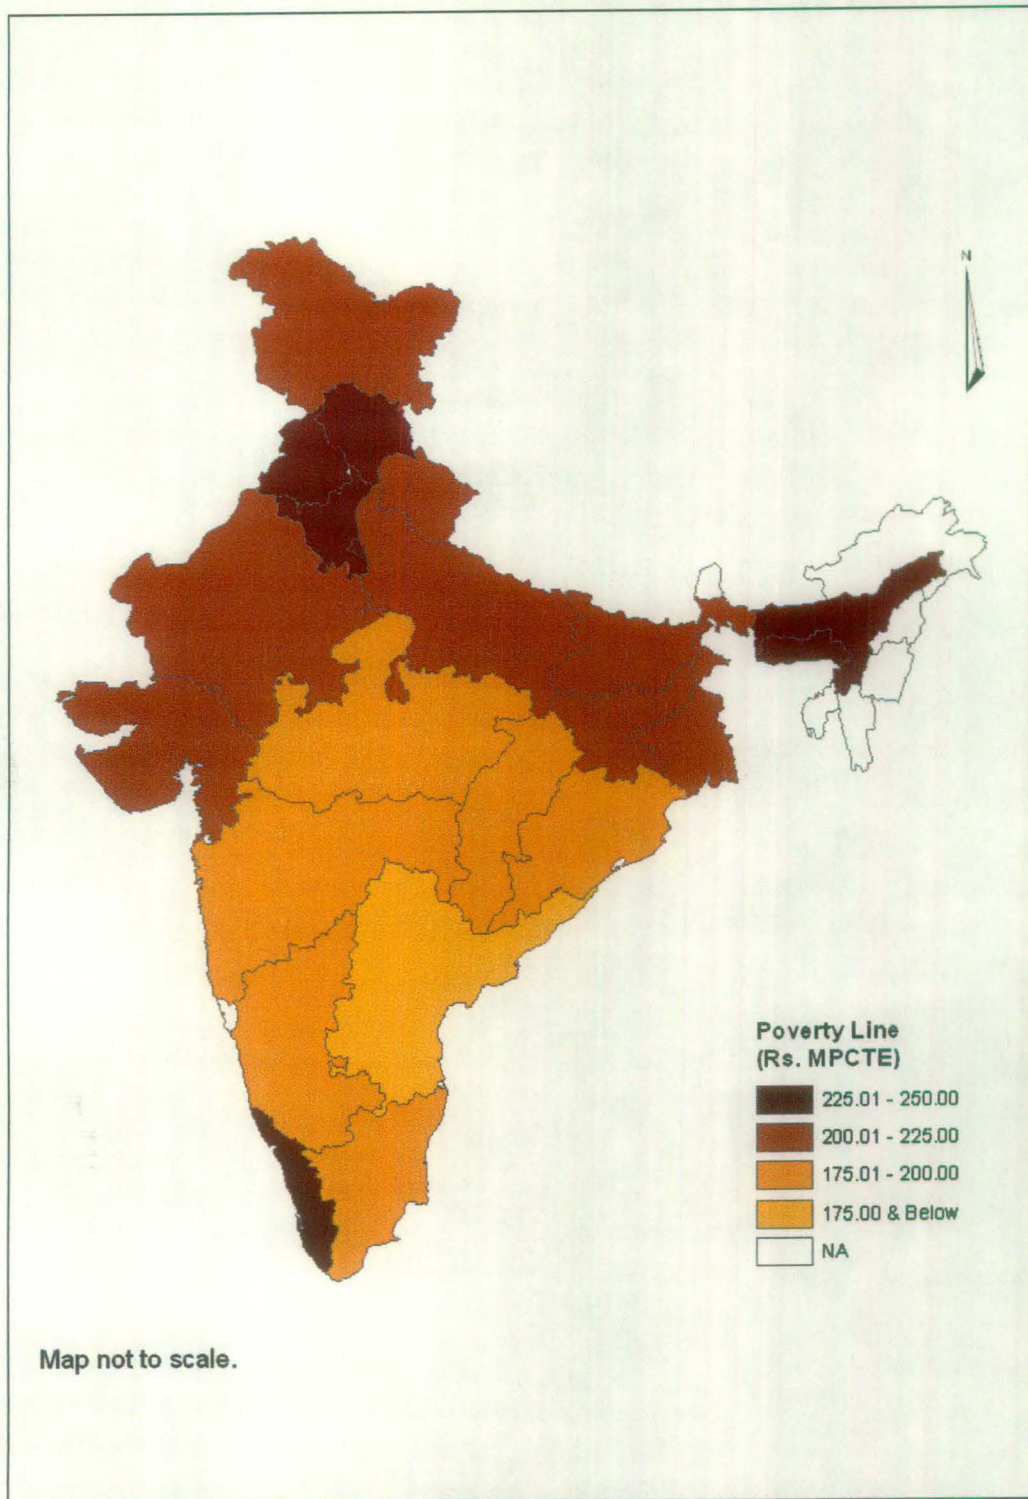 N
Poverty Line
(Rs. MPCTE)
225.01 - 250.00
200.01 - 225.00
175.01 - 200.00
175.00 & Below
NA
Map not to scale.